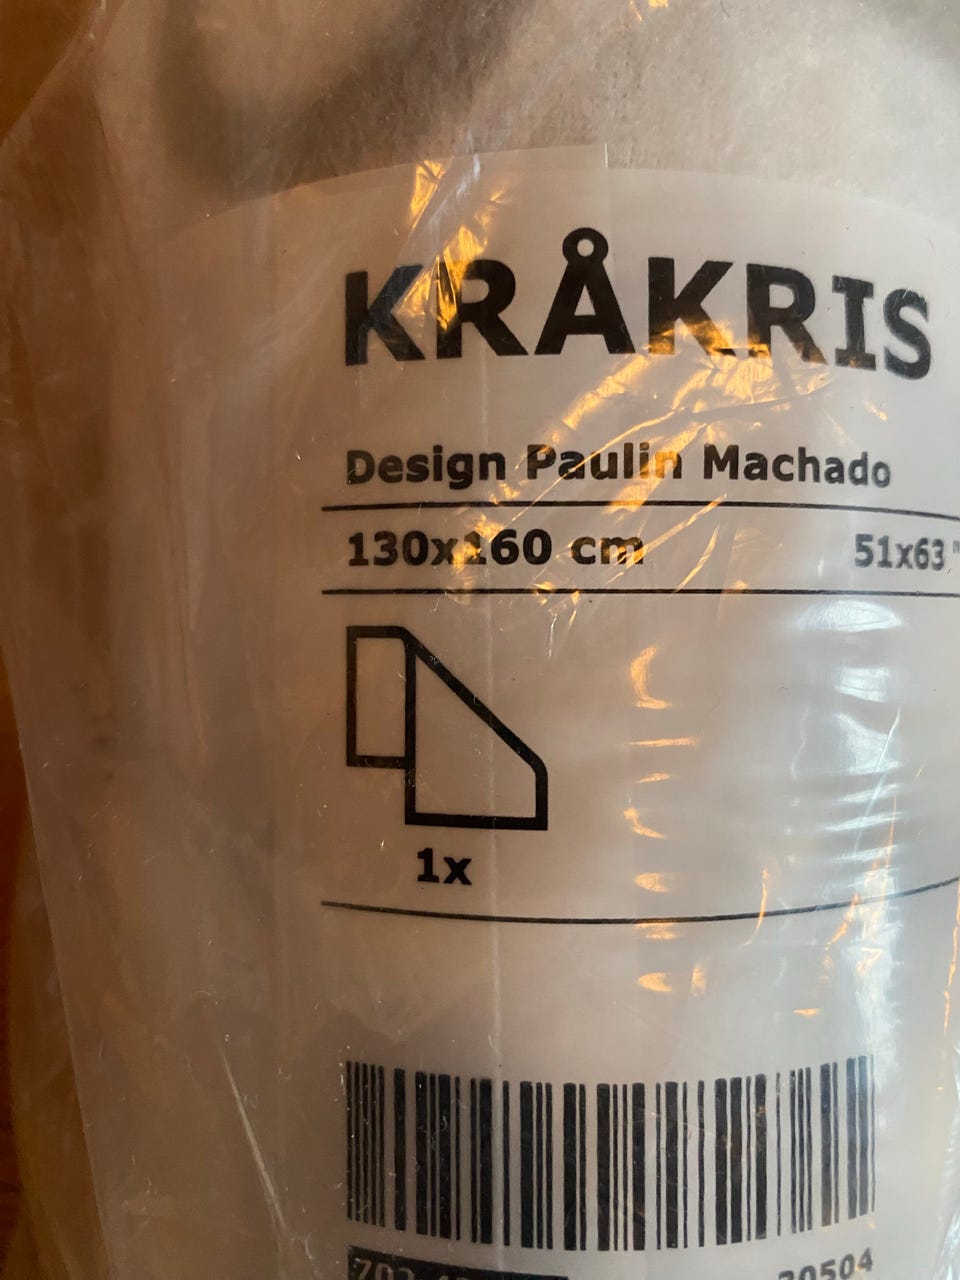 KRÅKRIS
Design Paulin Machado
130x160 cm 51x63"
1x